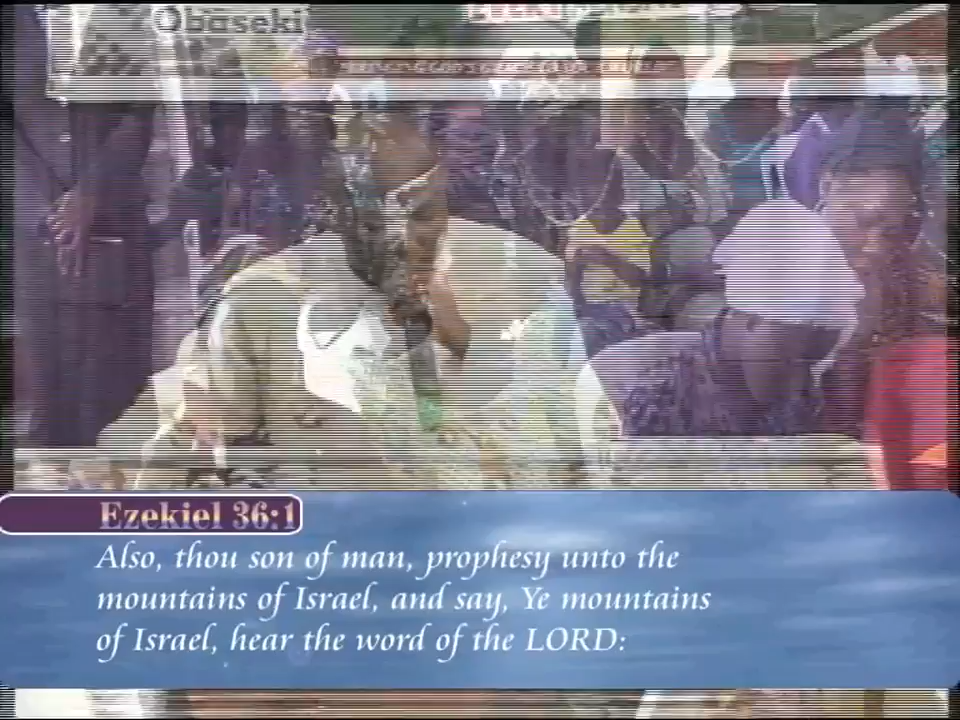 Obaseki
Ezekiel 36:1
Also, thou son of man, prophesy unto the
mountains of Israel, and say, Ye mountains
of Israel, hear the word of the LORD: